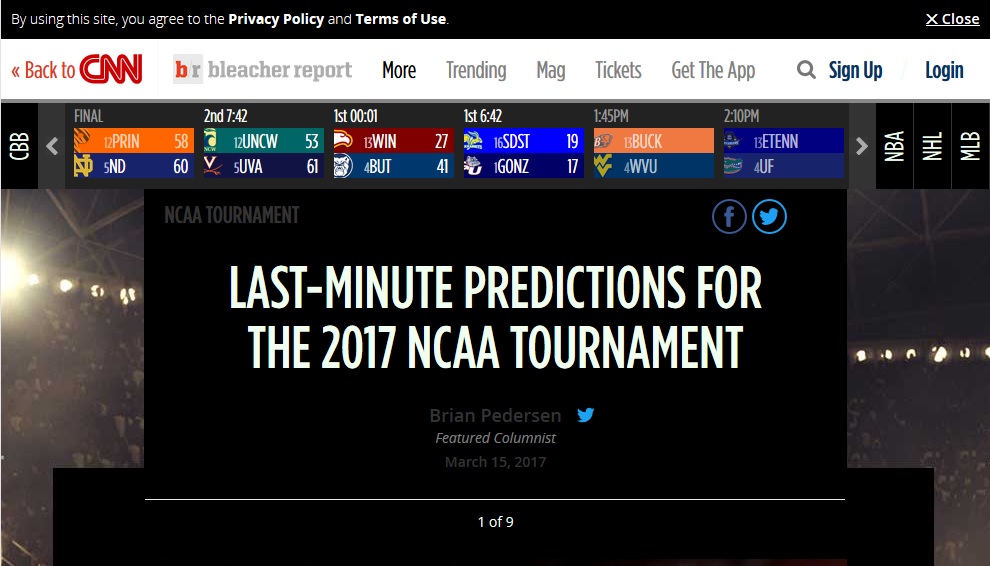 By using this site, you agree to the Privacy Policy and Terms of Use.
X Close
« Back to CNN
br bleacher report
More
Trending
Mag
Tickets
Get The App
Sign Up
Login
CBB
FINAL
12PRIN 58
5ND 60
2nd 7:42
12UNCW 53
5UVA 61
1st 00:01
13WIN 27
4BUT 41
1st 6:42
16SDST 19
1GONZ 17
1:45PM
13BUCK
4WVU
2:10PM
13ETENN
4UF
NBA
NHL
MLB
NCAA TOURNAMENT
LAST-MINUTE PREDICTIONS FOR
THE 2017 NCAA TOURNAMENT
Brian Pedersen
Featured Columnist
March 15, 2017
1 of 9